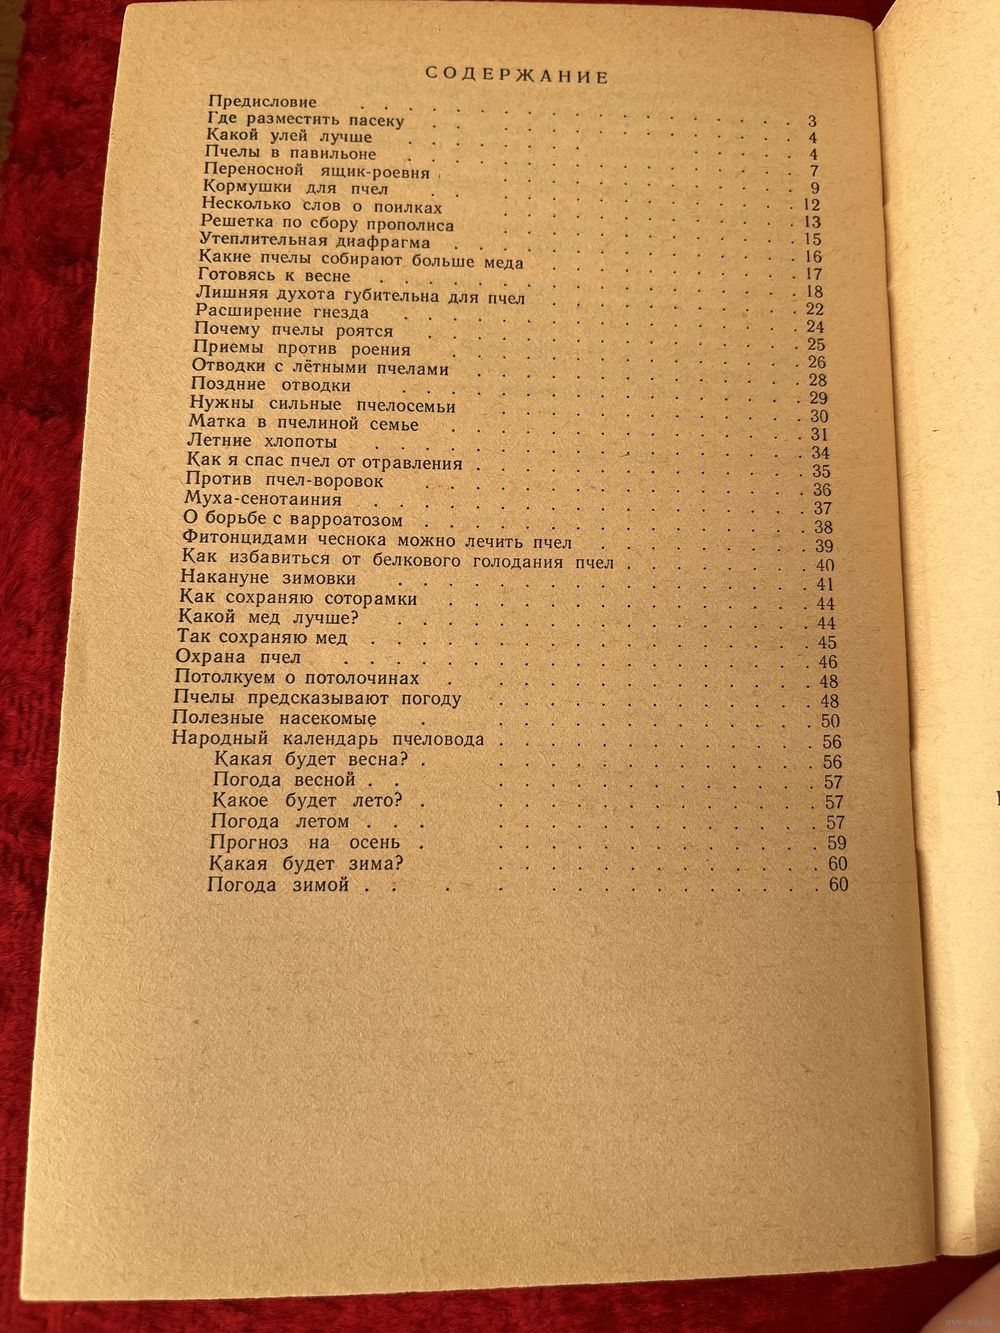 СОДЕРЖАНИЕ
Предисловие . . . . . . . . . . 3
Где разместить пасеку . . . . . . . . . . 4
Какой улей лучше . . . . . . . . . . 4
Пчелы в павильоне . . . . . . . . . . 7
Переносной ящик-роевня . . . . . . . . . . 9
Кормушки для пчел . . . . . . . . . . 12
Несколько слов о поилках . . . . . . . . . . 13
Решетка по сбору прополиса . . . . . . . . . . 15
Утеплительная диафрагма . . . . . . . . . . 16
Какие пчелы собирают больше меда . . . . . . . . . . 17
Готовясь к весне . . . . . . . . . . 18
Лишняя духота губительна для пчел . . . . . . . . . . 22
Расширение гнезда . . . . . . . . . . 24
Почему пчелы роятся . . . . . . . . . . 25
Приемы против роения . . . . . . . . . . 26
Отводки с лётными пчелами . . . . . . . . . . 28
Поздние отводки . . . . . . . . . . 29
Нужны сильные пчелосемьи . . . . . . . . . . 30
Матка в пчелиной семье . . . . . . . . . . 31
Летние хлопоты . . . . . . . . . . 34
Как я спас пчел от отравления . . . . . . . . . . 35
Против пчел-воровок . . . . . . . . . . 36
Муха-сенотаиния . . . . . . . . . . 37
О борьбе с варроатозом . . . . . . . . . . 38
Фитонцидами чеснока можно лечить пчел . . . . . . . . . . 39
Как избавиться от белкового голодания пчел . . . . . . . . 40
Накануне зимовки . . . . . . . . . . 41
Как сохраняю соторамки . . . . . . . . . . 44
Какой мед лучше? . . . . . . . . . . 44
Так сохраняю мед . . . . . . . . . . 45
Охрана пчел . . . . . . . . . . 46
Потолкуем о потолочинах . . . . . . . . . . 48
Пчелы предсказывают погоду . . . . . . . . . . 48
Полезные насекомые . . . . . . . . . . 50
Народный календарь пчеловода . . . . . . . . . . 56
Какая будет весна? . . . . . . . . . . 56
Погода весной . . . . . . . . . . 57
Какое будет лето? . . . . . . . . . . 57
Погода летом . . . . . . . . . . 57
Прогноз на осень . . . . . . . . . . 59
Какая будет зима? . . . . . . . . . . 60
Погода зимой . . . . . . . . . . 60
www.ay.by